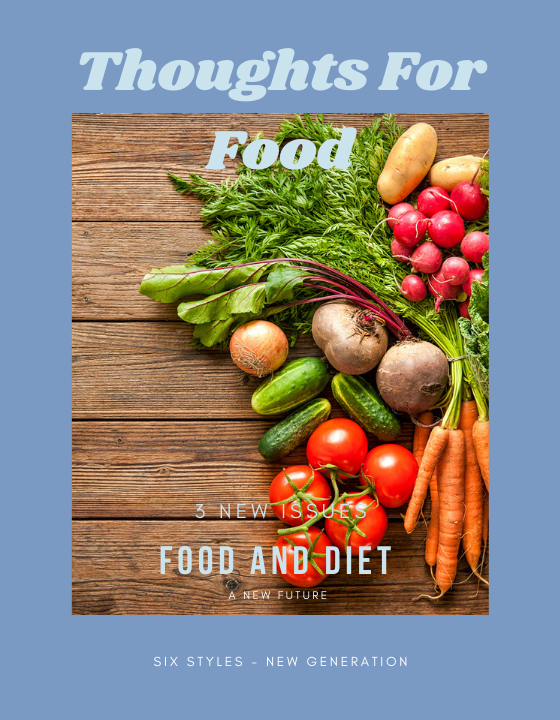 Thoughts For
Food
3 NEW ISSUES
FOOD AND DIET
A NEW FUTURE
SIX STYLES - NEW GENERATION